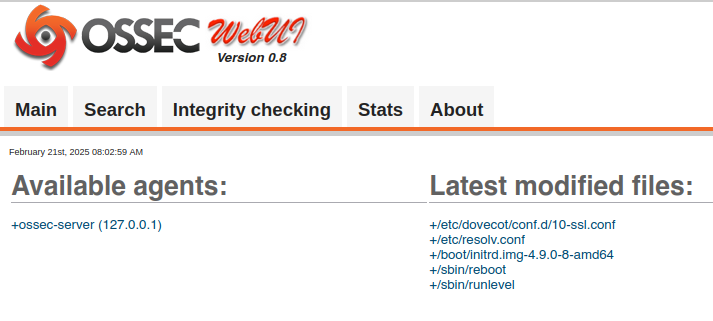 OSSEC WebUI
Version 0.8
Main Search Integrity checking Stats About
February 21st, 2025 08:02:59 AM
Available agents:
+ossec-server (127.0.0.1)
Latest modified files:
+/etc/dovecot/conf.d/10-ssl.conf
+/etc/resolv.conf
+/boot/initrd.img-4.9.0-8-amd64
+/sbin/reboot
+/sbin/runlevel